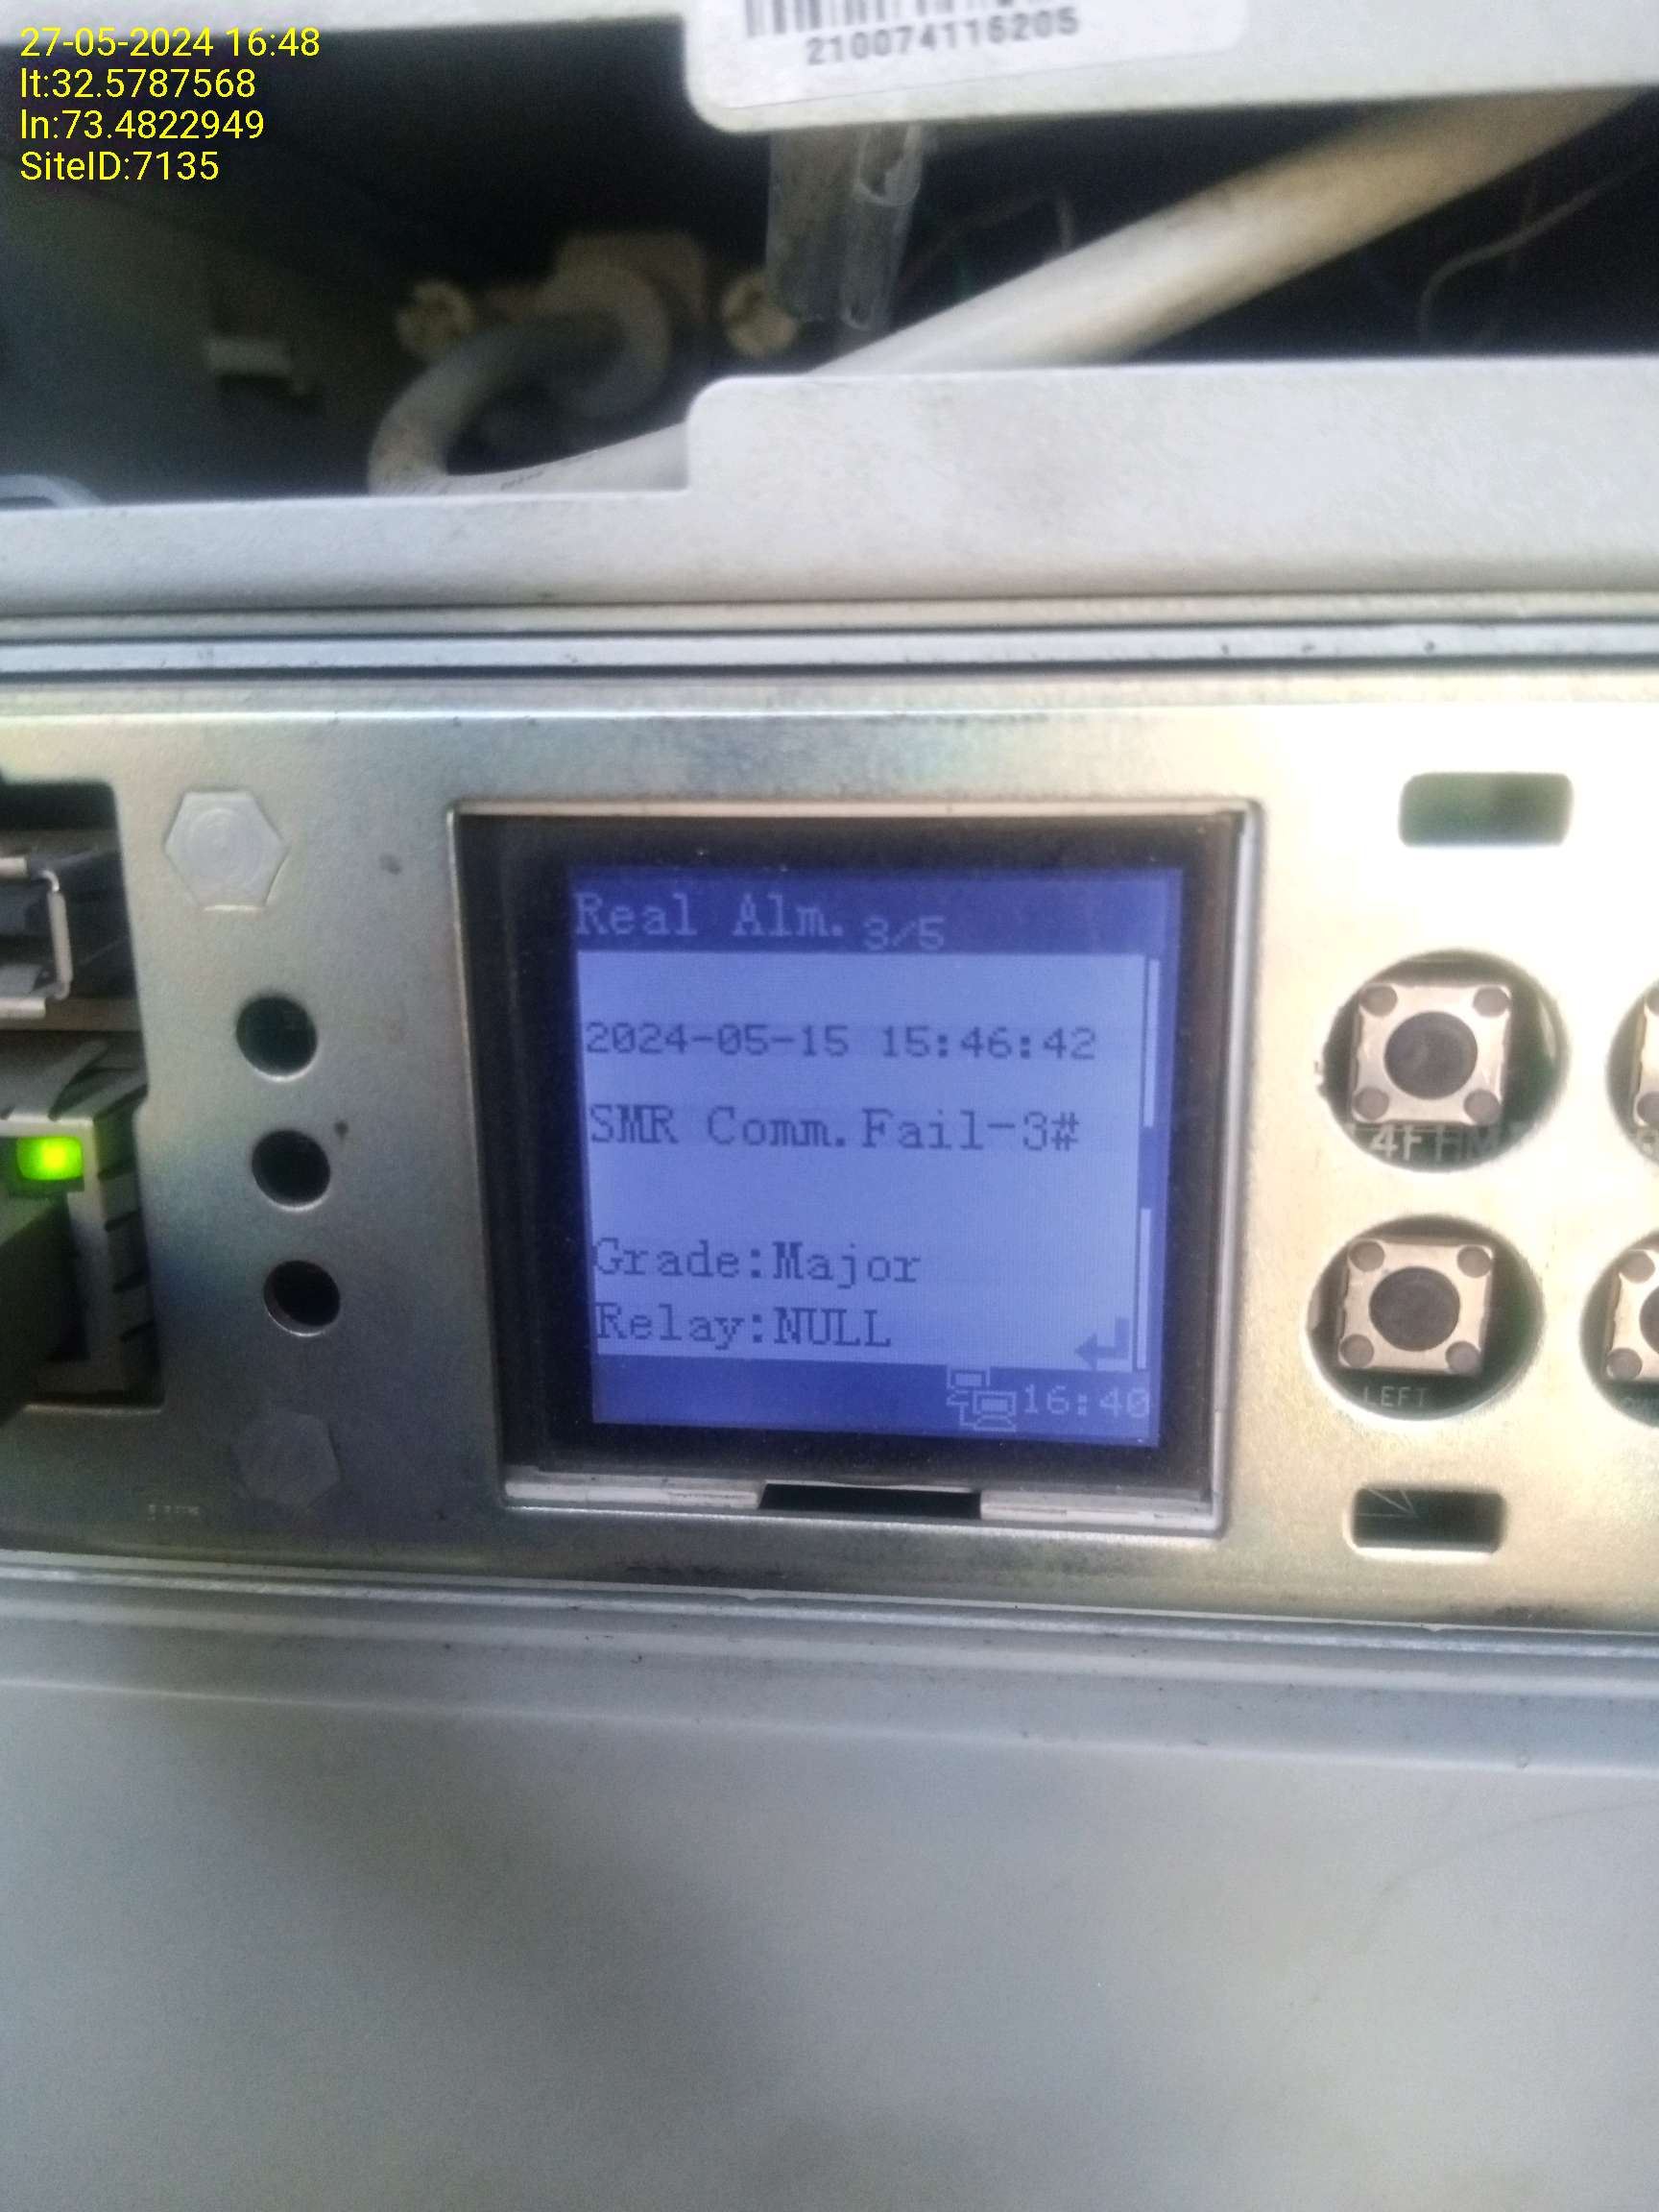 27-05-2024 16:48
lt:32.5787568
ln:73.4822949
SiteID:7135
210074116205
Real Alm. 3/5
2024-05-15 15:46:42
SMR Comm.Fail-3#
Grade:Major
Relay:NULL
16:40
LEFT